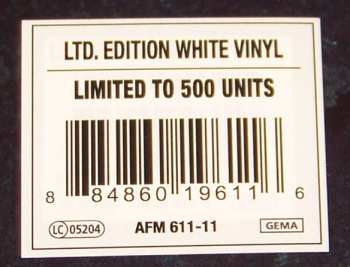 LTD. EDITION WHITE VINYL
LIMITED TO 500 UNITS
8 84860 19611 6
LC 05204 AFM 611-11 GEMA